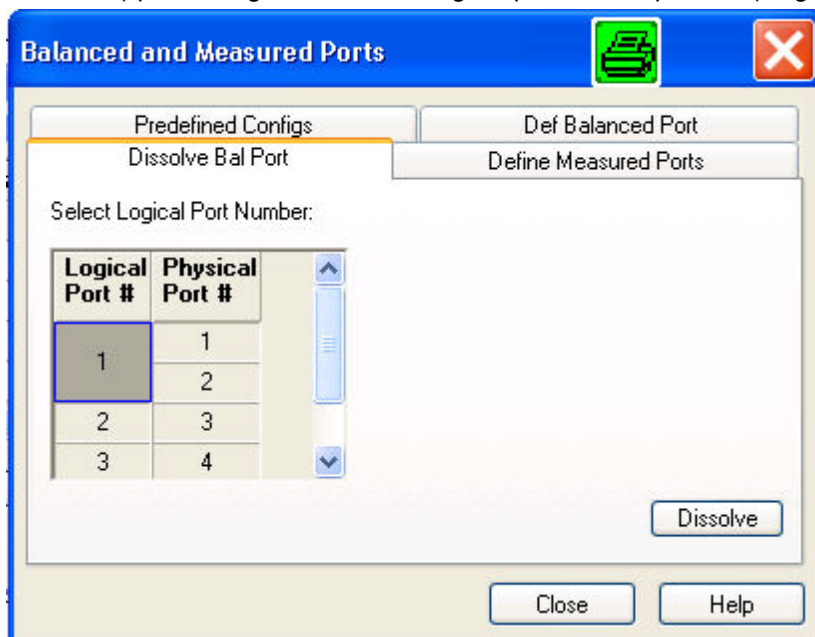 Balanced and Measured Ports
Predefined Configs Def Balanced Port
Dissolve Bal Port Define Measured Ports
Select Logical Port Number:
Logical Physical
Port # Port #
1 1
2
2 3
3 4
Dissolve
Close Help